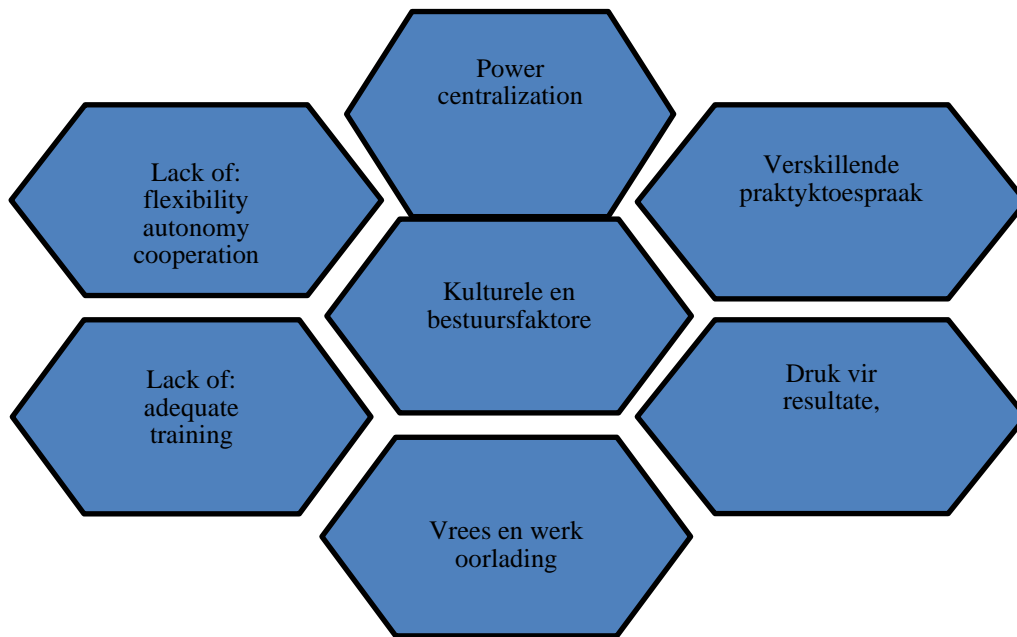 Power
centralization
Lack of:
flexibility
autonomy
cooperation
Verskillende
praktyktoespraak
Kulturele en
bestuursfaktore
Lack of:
adequate
training
Druk vir
resultate,
Vrees en werk
oorlading